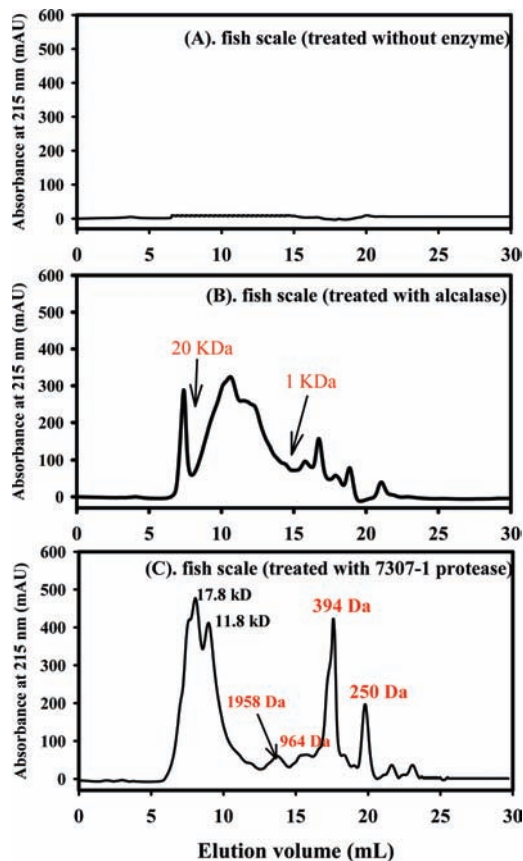 (A). fish scale (treated without enzyme)
Absorbance at 215 nm (mAU)
600
500
400
300
200
100
0
0 5 10 15 20 25 30
(B). fish scale (treated with alcalase)
Absorbance at 215 nm (mAU)
600
500
400
300
200
100
0
20 KDa
1 KDa
0 5 10 15 20 25 30
(C). fish scale (treated with 7307-1 protease)
Absorbance at 215 nm (mAU)
600
500
400
300
200
100
0
17.8 kD
11.8 kD
394 Da
250 Da
1958 Da
964 Da
0 5 10 15 20 25 30
Elution volume (mL)